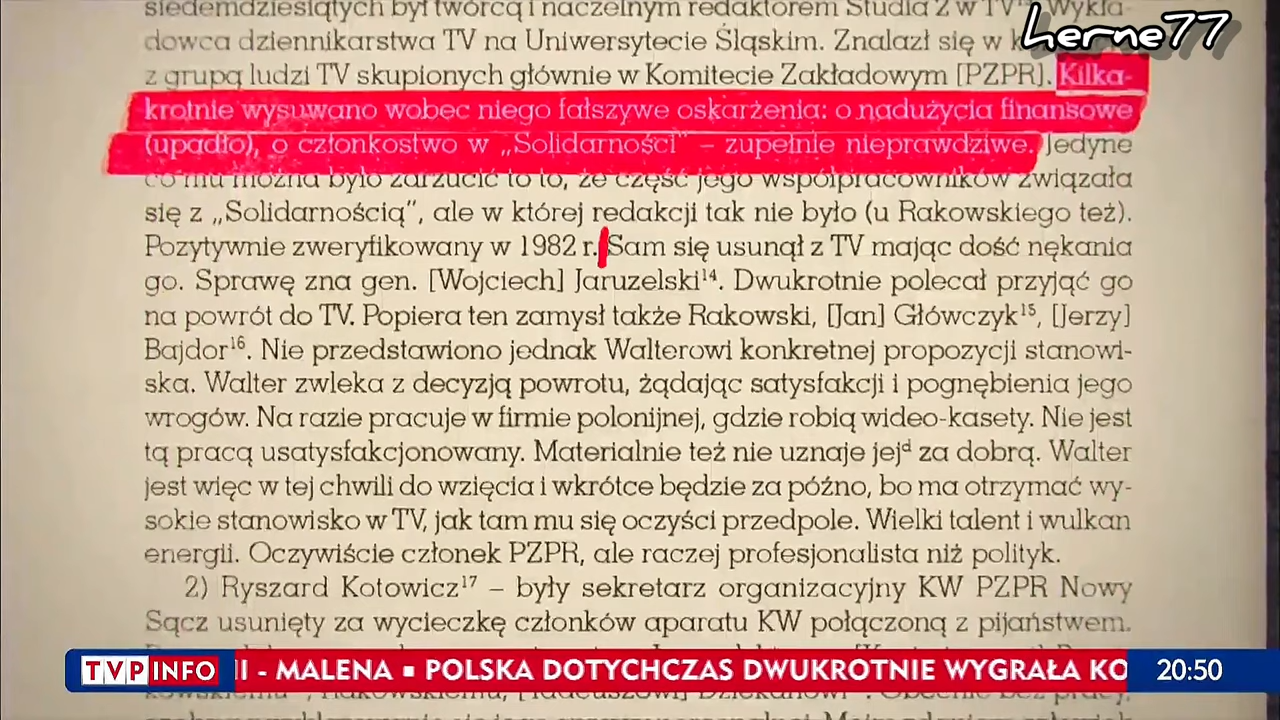 siedemdziesiątych był twórcą i naczelnym redaktorem Studia 2 w TV Wykła-
Lerne77
dowca dziennikarstwa TV na Uniwersytecie Śląskim. Znalazł się w
z grupą ludzi TV skupionych głównie w Komitecie Zakładowym [PZPR]. Kilka-
krotnie wysuwano wobec niego fałszywe oskarżenia: o nadużycia finansowe
(upadło), o członkostwo w „Solidarności" – zupełnie nieprawdziwe. Jedyne
co mu można było zarzucić to to, że część jego współpracowników związała
się z „Solidarnością", ale w której redakcji tak nie było (u Rakowskiego też).
Pozytywnie zweryfikowany w 1982 r. Sam się usunął z TV mając dość nękania
go. Sprawę zna gen. [Wojciech] Jaruzelski¹⁴. Dwukrotnie polecał przyjąć go
na powrót do TV. Popiera ten zamysł także Rakowski, [Jan] Główczyk¹⁵, [Jerzy]
Bajdor¹⁶. Nie przedstawiono jednak Walterowi konkretnej propozycji stanowi-
ska. Walter zwleka z decyzją powrotu, żądając satysfakcji i pognębienia jego
wrogów. Na razie pracuje w firmie polonijnej, gdzie robią wideo-kasety. Nie jest
tą pracą usatysfakcjonowany. Materialnie też nie uznaje jejᵈ za dobrą. Walter
jest więc w tej chwili do wzięcia i wkrótce będzie za późno, bo ma otrzymać wy-
sokie stanowisko w TV, jak tam mu się oczyści przedpole. Wielki talent i wulkan
energii. Oczywiście członek PZPR, ale raczej profesjonalista niż polityk.
2) Ryszard Kotowicz¹⁷ – były sekretarz organizacyjny KW PZPR Nowy
Sącz usunięty za wycieczkę członków aparatu KW połączoną z pijaństwem.
TVP INFO II - MALENA ▪ POLSKA DOTYCHCZAS DWUKROTNIE WYGRAŁA KO 20:50